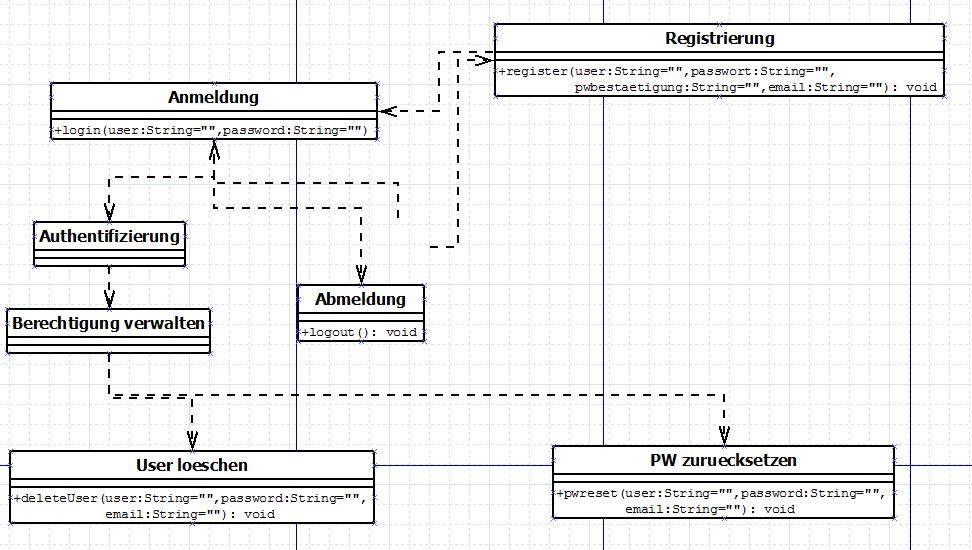 Registrierung
+register(user:String="",passwort:String="",
pwbestaetigung:String="",email:String=""): void
Anmeldung
+login(user:String="",password:String="")
Authentifizierung
Berechtigung verwalten
Abmeldung
+logout(): void
User loeschen
+deleteUser(user:String="",password:String="",
email:String=""): void
PW zuruecksetzen
+pwreset(user:String="",password:String="",
email:String=""): void